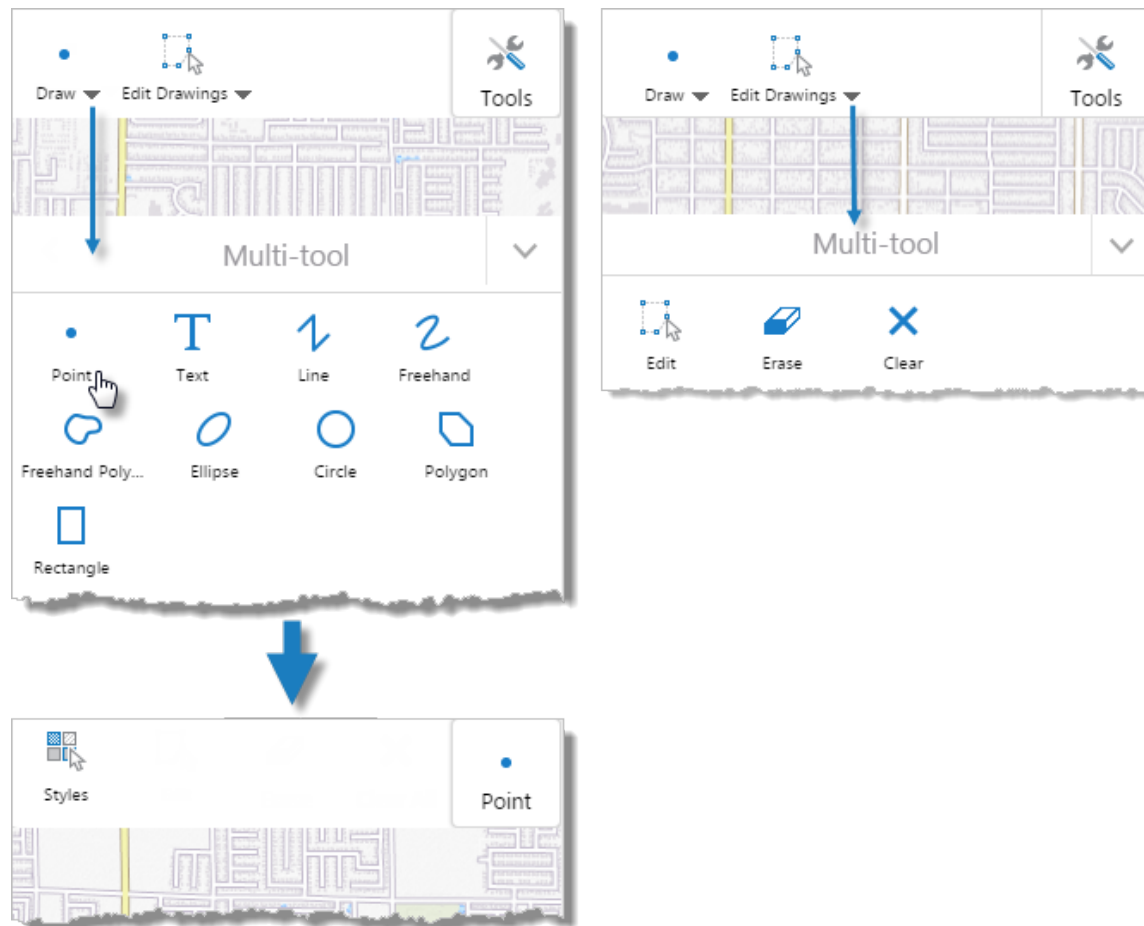 Draw Edit Drawings Tools
Multi-tool
Point Text Line Freehand
Freehand Poly... Ellipse Circle Polygon
Rectangle
Styles Point
Draw Edit Drawings Tools
Multi-tool
Edit Erase Clear